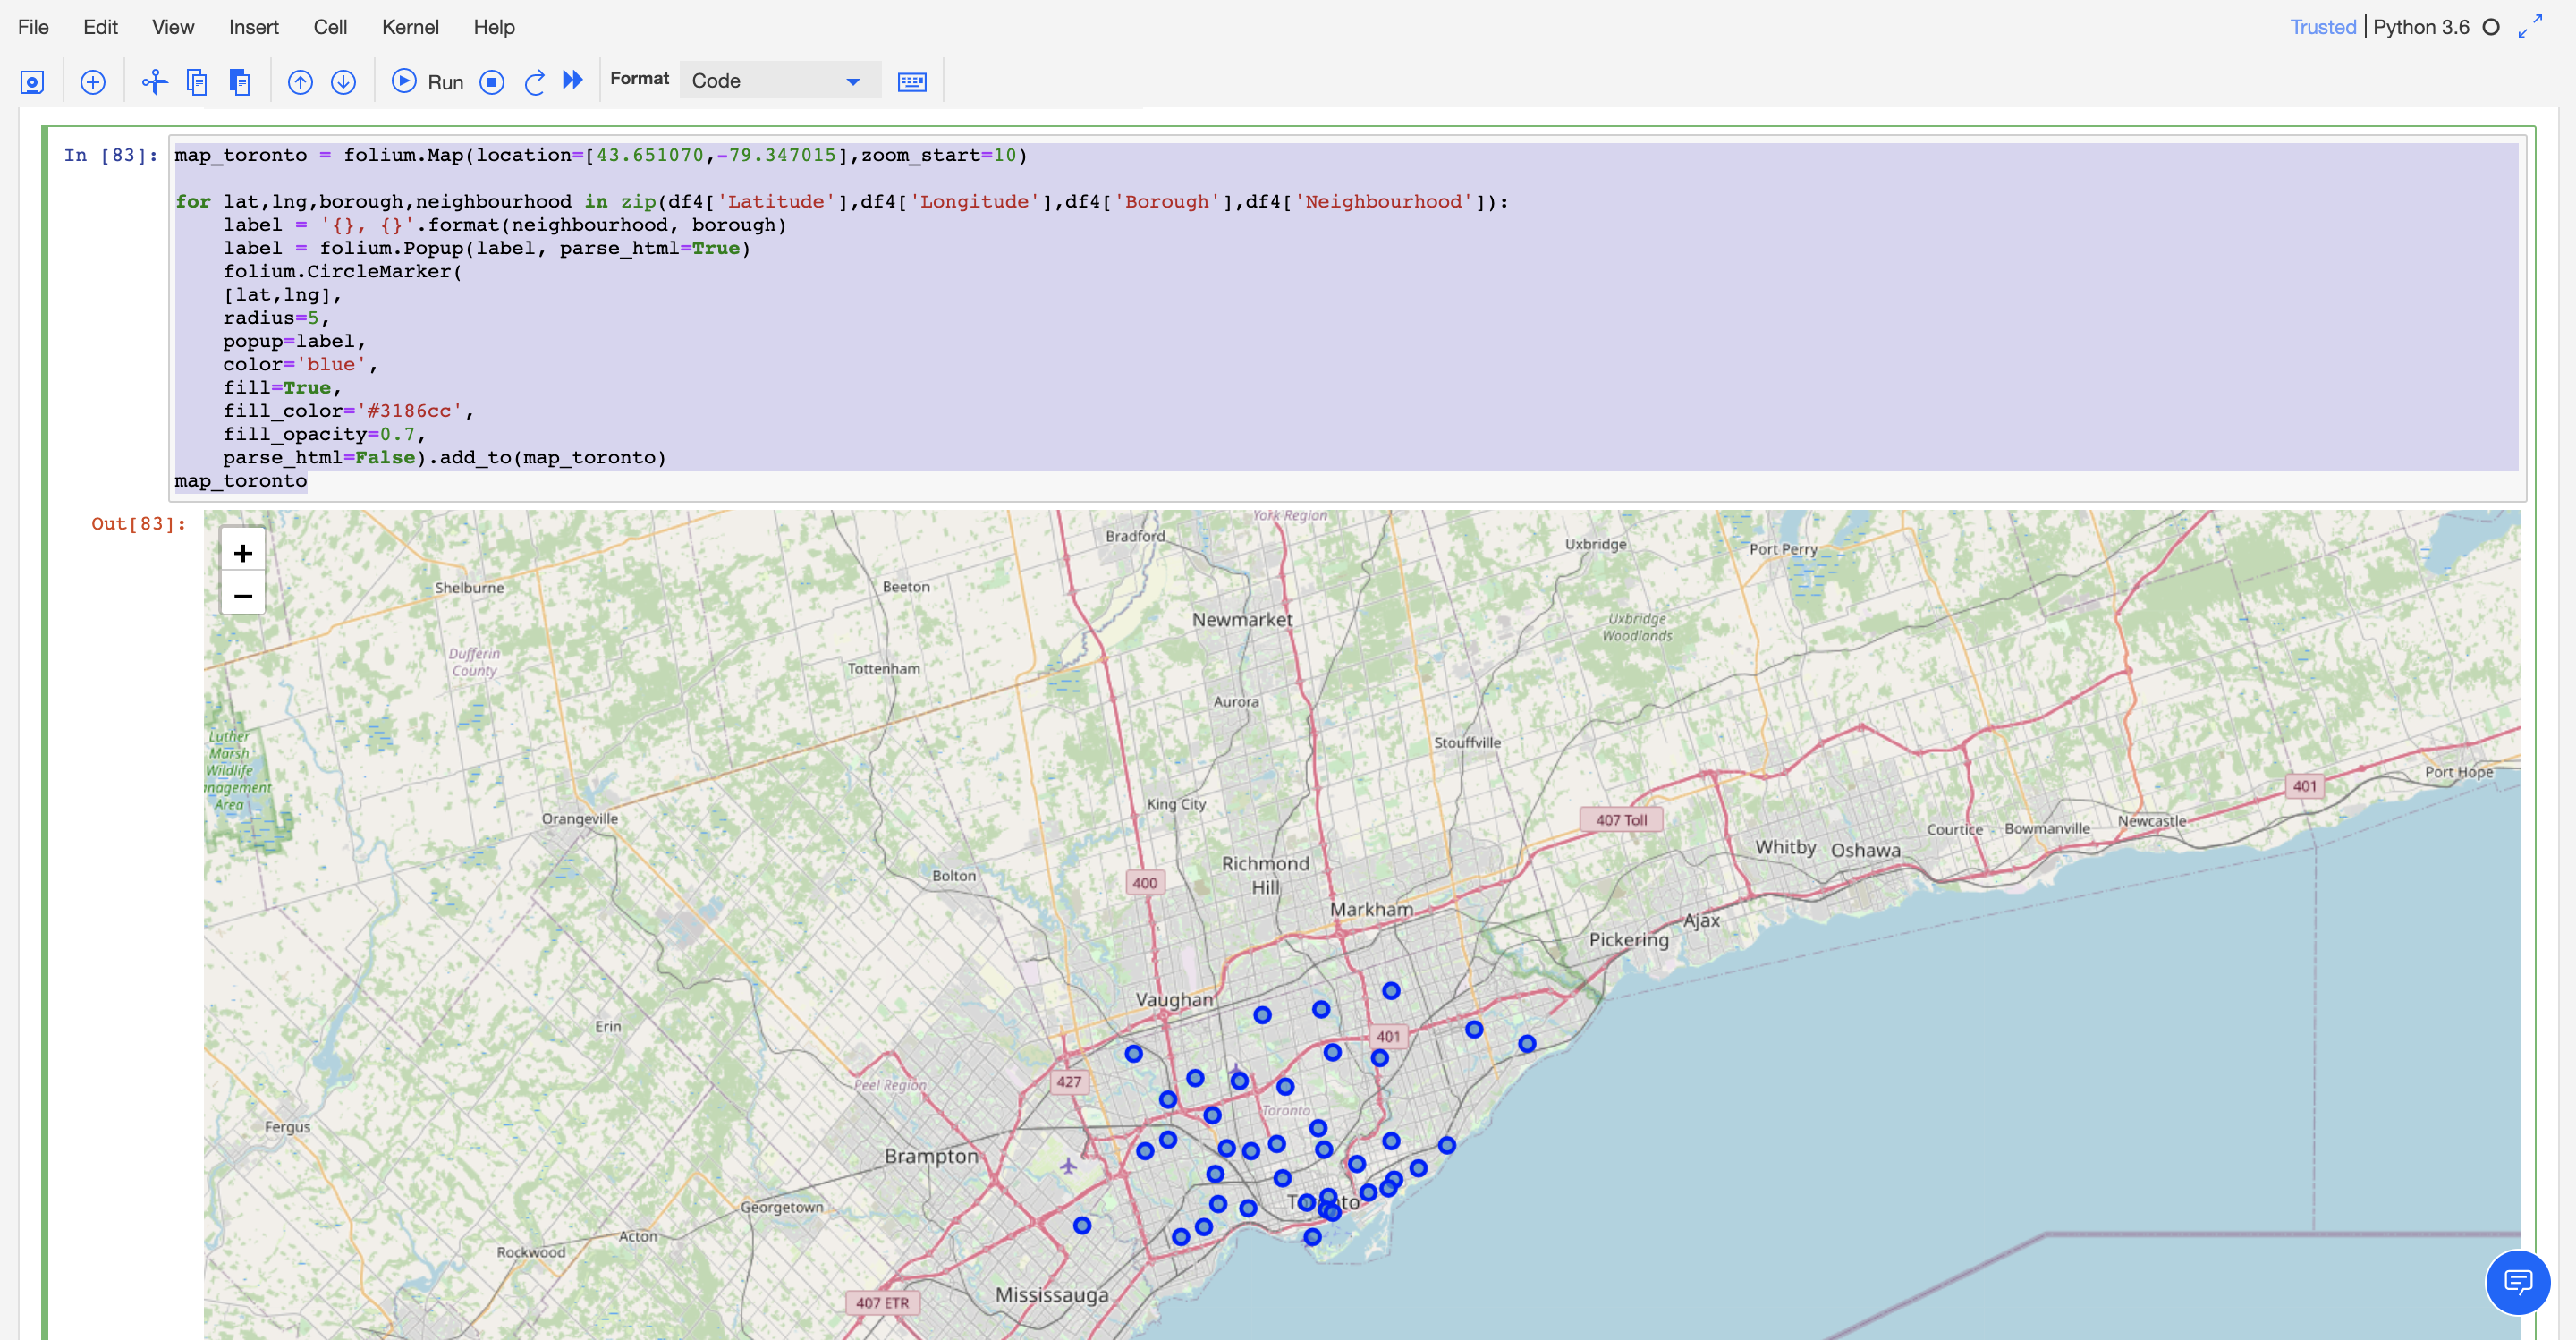 File Edit View Insert Cell Kernel Help
Trusted | Python 3.6
Run Format Code
In [83]:
map_toronto = folium.Map(location=[43.651070,-79.347015],zoom_start=10)
for lat,lng,borough,neighbourhood in zip(df4['Latitude'],df4['Longitude'],df4['Borough'],df4['Neighbourhood']):
    label = '{}, {}'.format(neighbourhood, borough)
    label = folium.Popup(label, parse_html=True)
    folium.CircleMarker(
    [lat,lng],
    radius=5,
    popup=label,
    color='blue',
    fill=True,
    fill_color='#3186cc',
    fill_opacity=0.7,
    parse_html=False).add_to(map_toronto)
map_toronto
Out[83]:
+
−
York Region
Bradford
Uxbridge
Port Perry
Shelburne
Beeton
Newmarket
Uxbridge
Woodlands
Dufferin
County
Tottenham
Aurora
Luther
Marsh
Wildlife
anagement
Area
Stouffville
Port Hope
401
King City
Orangeville
407 Toll
Courtice
Bowmanville
Newcastle
Whitby
Oshawa
Richmond
Hill
Bolton
400
Markham
Ajax
Pickering
Vaughan
Erin
401
Peel Region
427
Toronto
Fergus
Brampton
Georgetown
Toronto
Acton
Rockwood
Mississauga
407 ETR